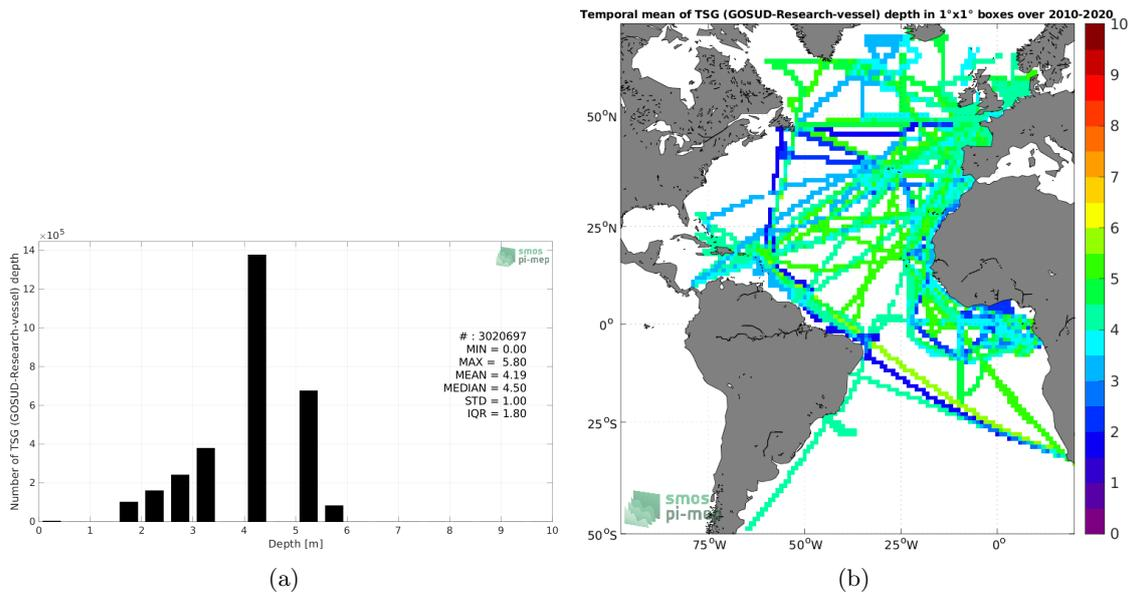 Temporal mean of TSG (GOSUD-Research-vessel) depth in 1°x1° boxes over 2010-2020
×10⁵
14
12
10
8
6
4
2
0
Number of TSG (GOSUD-Research-vessel) depth
smos
pi-mep
# : 3020697
MIN = 0.00
MAX = 5.80
MEAN = 4.19
MEDIAN = 4.50
STD = 1.00
IQR = 1.80
0 1 2 3 4 5 6 7 8 9 10
Depth [m]
(a)
50°N
25°N
0°
25°S
50°S
75°W 50°W 25°W 0°
smos
pi-mep
10
9
8
7
6
5
4
3
2
1
0
(b)